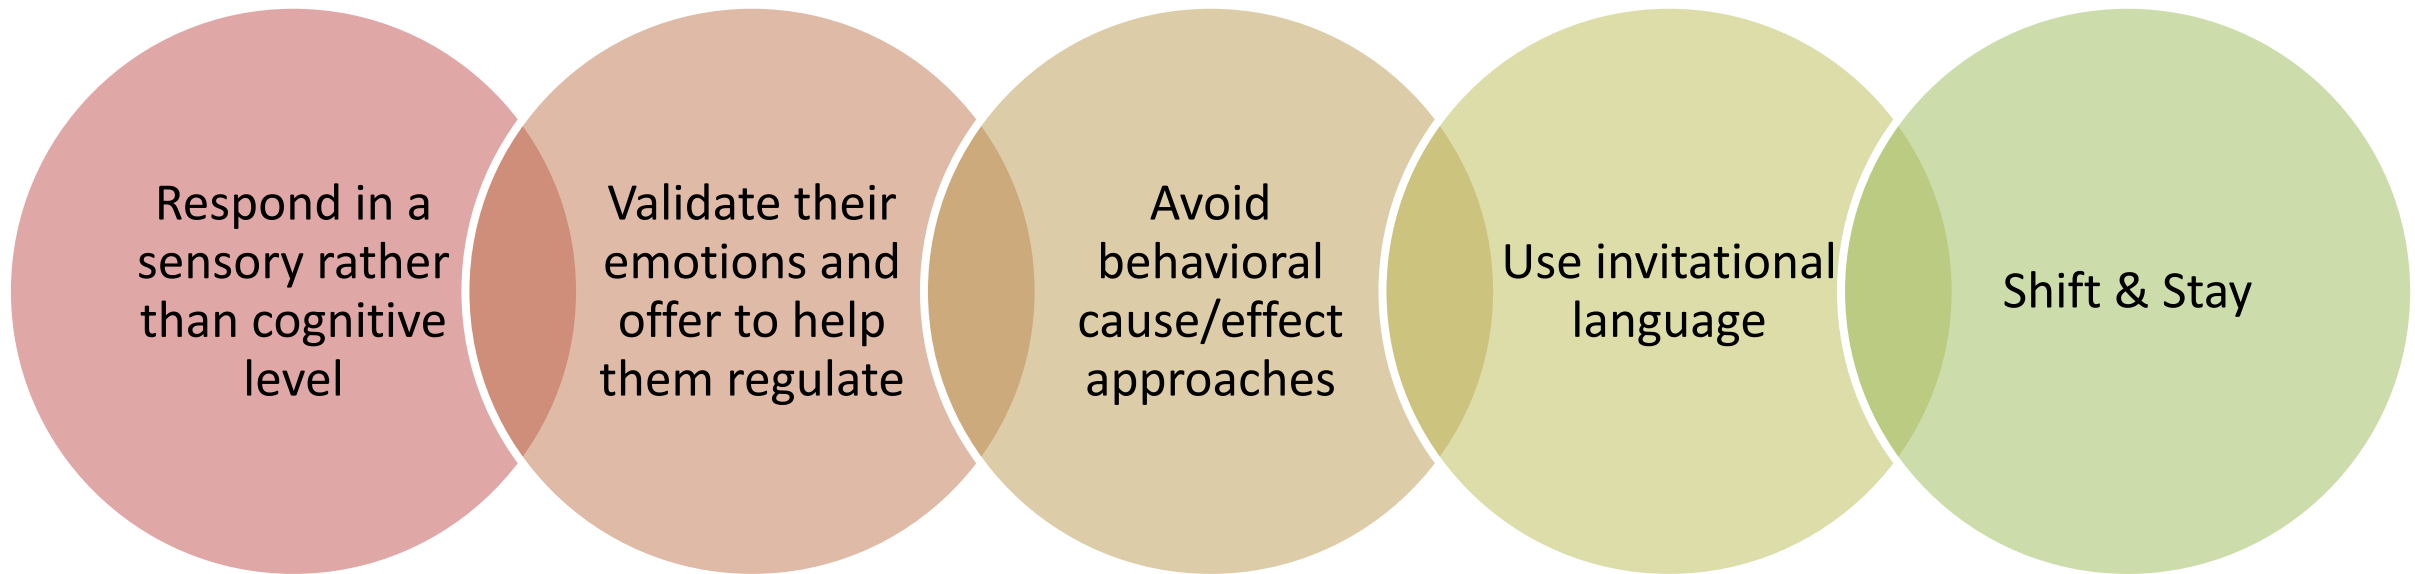 Respond in a
sensory rather
than cognitive
level
Validate their
emotions and
offer to help
them regulate
Avoid
behavioral
cause/effect
approaches
Use invitational
language
Shift & Stay